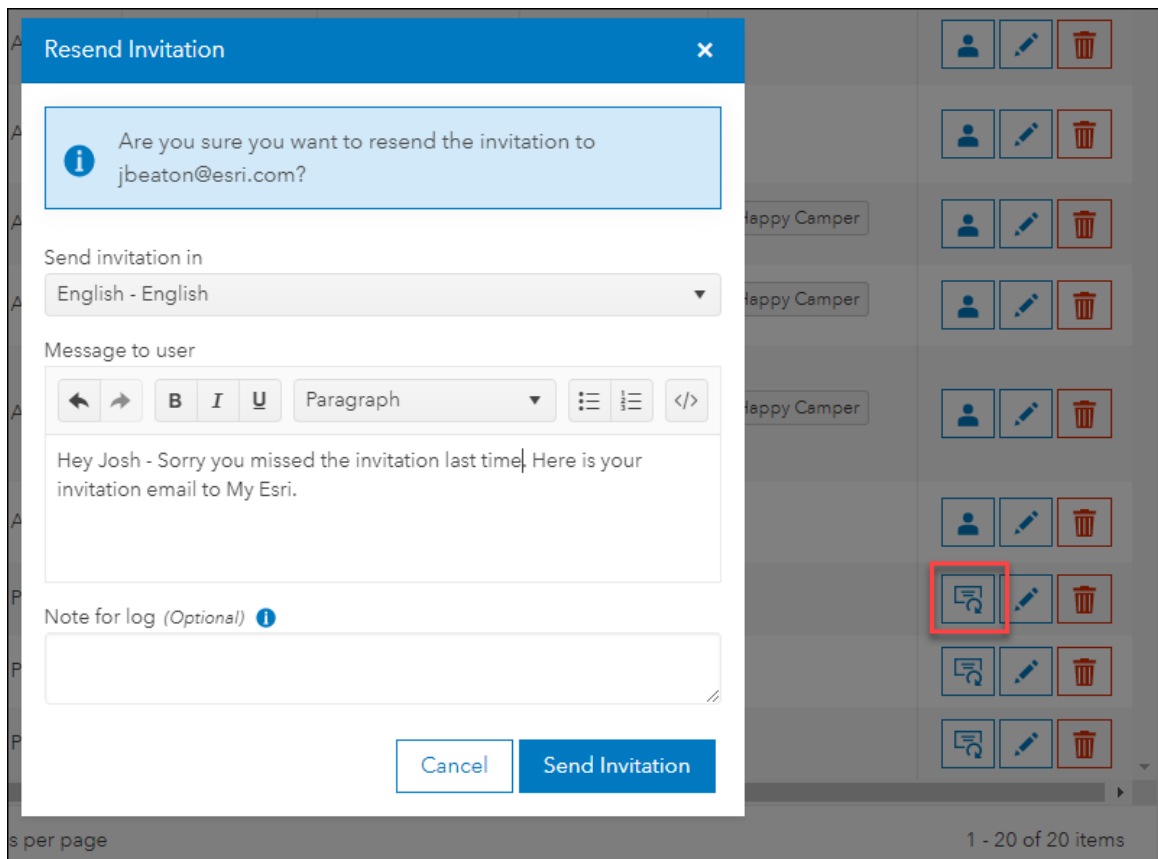 Resend Invitation
Are you sure you want to resend the invitation to
jbeaton@esri.com?
Send invitation in
English - English
Message to user
B I U Paragraph
Hey Josh - Sorry you missed the invitation last time. Here is your
invitation email to My Esri.
Note for log (Optional)
Cancel Send Invitation
A
A
A
Happy Camper
A
Happy Camper
A
Happy Camper
A
P
P
P
s per page
1 - 20 of 20 items